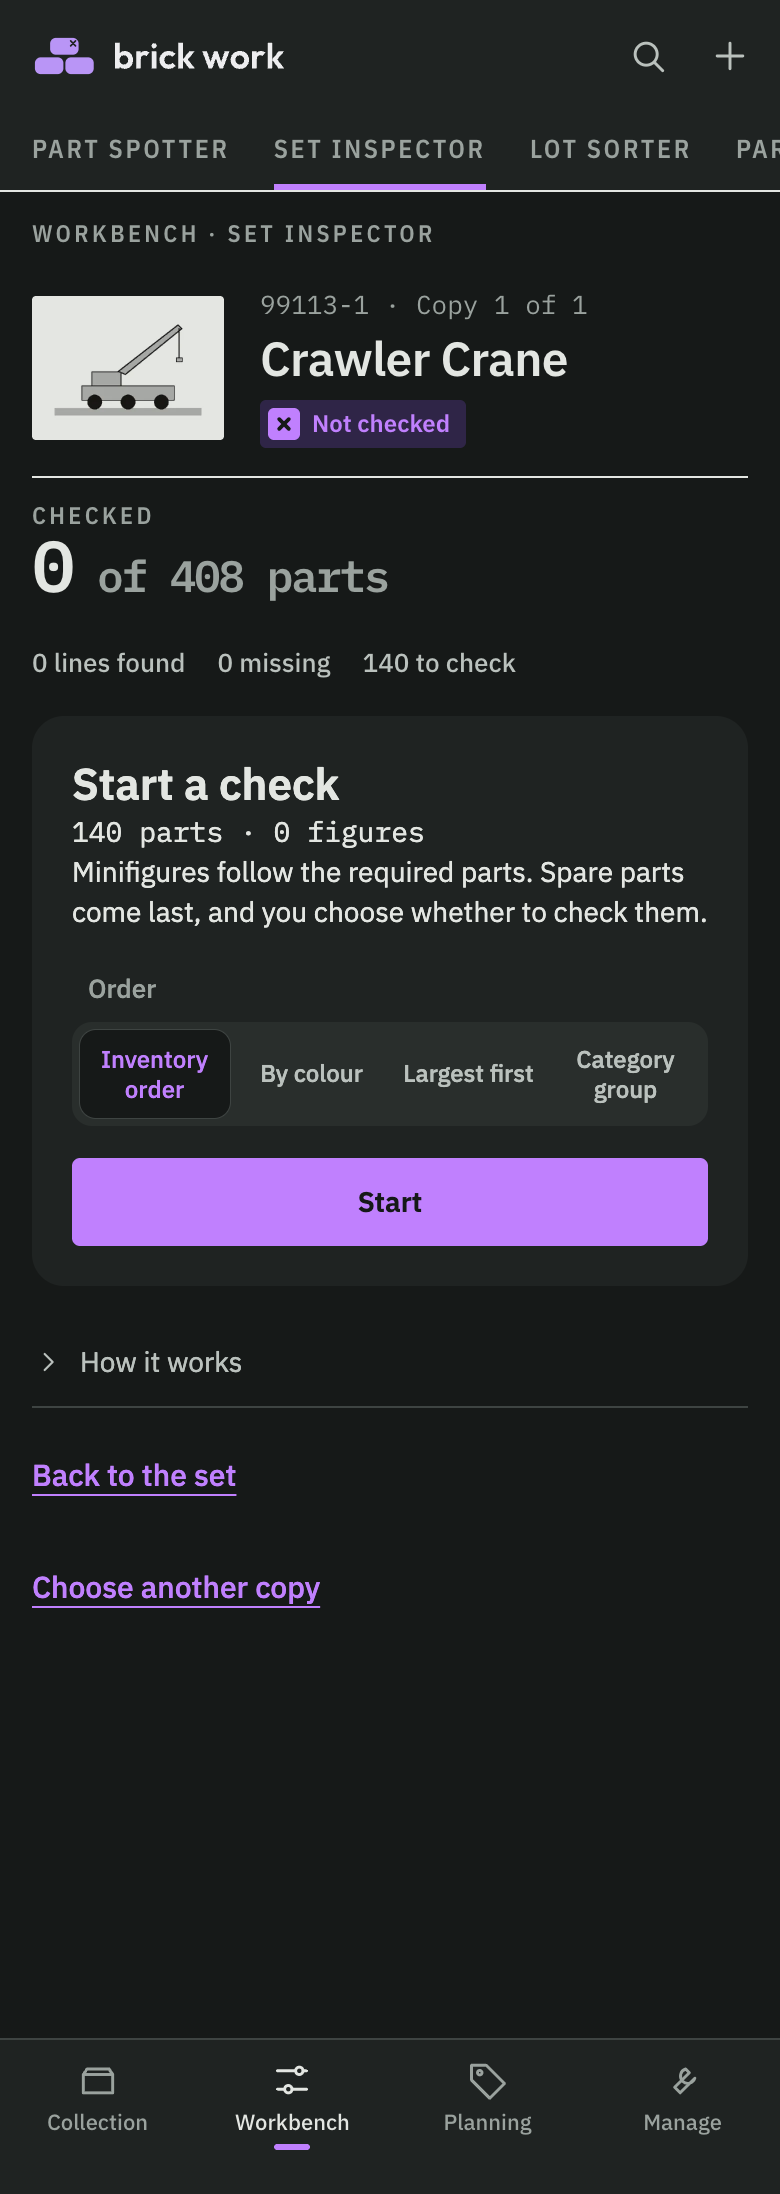 brick work
PART SPOTTER SET INSPECTOR LOT SORTER PAR
WORKBENCH · SET INSPECTOR
99113-1 · Copy 1 of 1
Crawler Crane
Not checked
CHECKED
0 of 408 parts
0 lines found 0 missing 140 to check
Start a check
140 parts · 0 figures
Minifigures follow the required parts. Spare parts
come last, and you choose whether to check them.
Order
Inventory
order
By colour
Largest first
Category
group
Start
How it works
Back to the set
Choose another copy
Collection Workbench Planning Manage